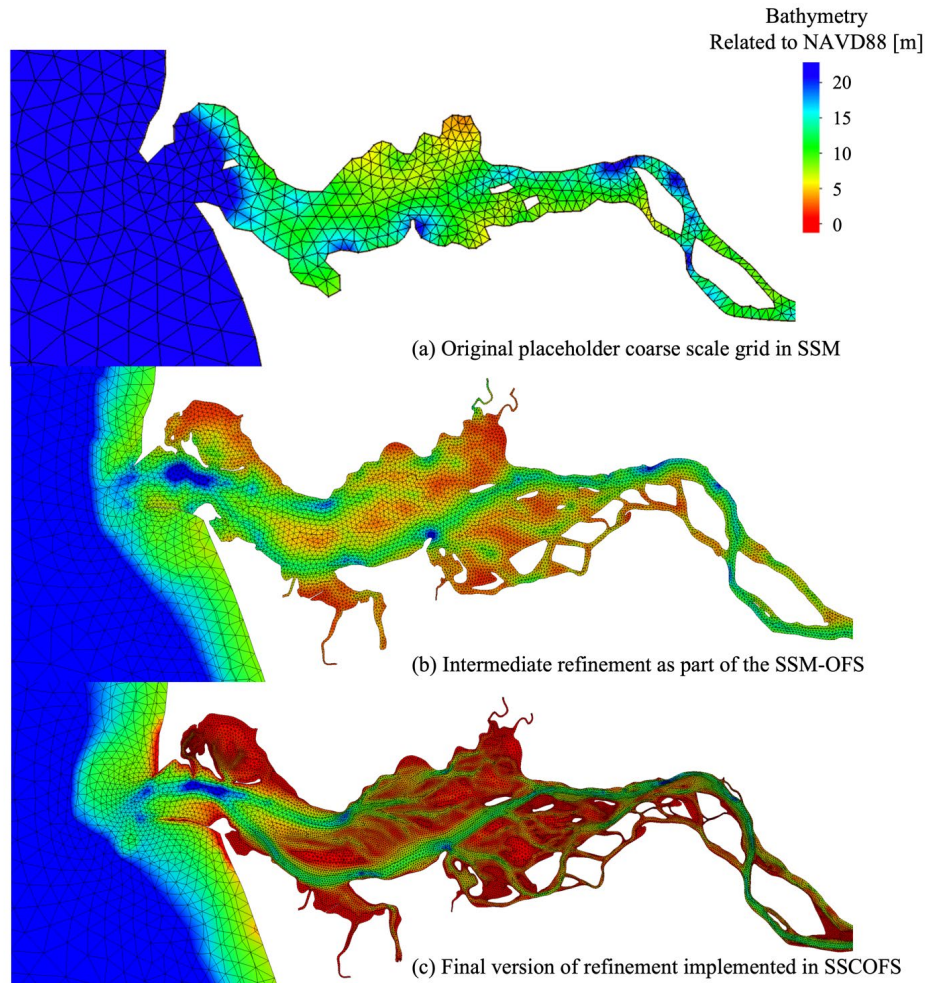 Bathymetry
Related to NAVD88 [m]
20
15
10
5
0
(a) Original placeholder coarse scale grid in SSM
(b) Intermediate refinement as part of the SSM-OFS
(c) Final version of refinement implemented in SSCOFS